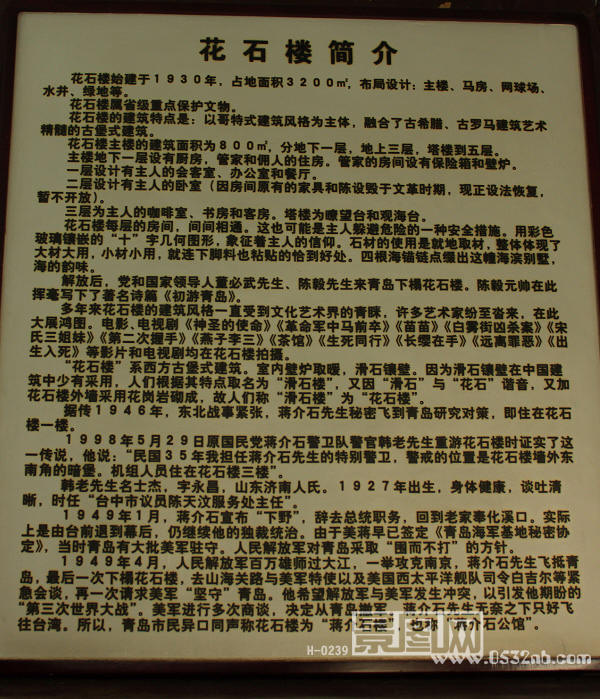 花石楼简介
花石楼始建于1930年，占地面积3200㎡，布局设计：主楼、马房、网球场、
水井、绿地等。
花石楼属省级重点保护文物。
花石楼的建筑特点是：以哥特式建筑风格为主，融合了古希腊、古罗马建筑艺术
精髓的古堡式建筑。
花石楼主楼的建筑面积为800㎡，分地下一层，地上三层，塔楼到五层。
主楼地下一层设有厨房，管家和佣人的住房。管家的房间设有保险箱和壁炉。
一层设计有主人的会客室、办公室和餐厅。
二层设计有主人的卧室（因房间原有的家具和陈设毁于文革时期，现正设法恢复，
暂不开放）。
三层为主人的咖啡室、书房和客房。塔楼为瞭望台和观海台。
花石楼每层的房间，间间相通。这也可能是主人躲避危险的一种安全措施。用彩色
玻璃镶嵌的“十”字几何图形，象征着主人的信仰。石材的使用是就地取材，整体体现了
大材大用，小材小用，就连下脚料也粘贴的恰到好处。四根海锚链点缀出这幢海滨别墅，
海的韵味。
解放后，党和国家领导人董必武先生、陈毅先生来青岛下榻花石楼。陈毅元帅在此
挥毫写下了著名诗篇《初游青岛》。
多年来花石楼的建筑风格一直受到文化艺术界的青睐，许多艺术家纷至沓来，在此
大展鸿图。电影、电视剧《神圣的使命》《革命军中马前卒》《苗苗》《白雾街凶杀案》《宋
氏三姐妹》《第二次握手》《燕子李三》《茶馆》《生死同行》《长缨在手》《远离罪恶》《出
生入死》等影片和电视剧均在花石楼拍摄。
“花石楼”系西方古堡式建筑。室内壁炉取暖，滑石镶壁。因为滑石镶壁在中国建
筑中少有采用，人们根据其特点取名为“滑石楼”，又因“滑石”与“花石”谐音，又加
花石楼外墙采用花岗岩砌成，故人们称“滑石楼”为“花石楼”。
据传1946年，东北战事紧张，蒋介石先生秘密飞到青岛研究对策，即住在花石
楼一楼。
1998年5月29日原国民党蒋介石警卫队警官韩老先生重游花石楼时证实了这
一传说，他说：“民国35年我担任蒋介石先生的特别警卫，警戒的位置是花石楼墙外东
南角的暗堡。机组人员住在花石楼三楼”。
韩老先生名士杰，字永昌，山东济南人氏。1927年出生，身体健康，谈吐清
晰，时任“台中市议员陈天汶服务处主任”。
1949年1月，蒋介石宣布“下野”，辞去总统职务，回到老家奉化溪口。实际
上是由台前退到幕后，仍继续他的独裁统治。由于美蒋早已签定《青岛海军基地秘密协
定》，当时青岛有大批美军驻守。人民解放军对青岛采取“围而不打”的方针。
1949年4月，人民解放军百万雄师过大江，一举攻克南京，蒋介石先生飞抵青
岛，最后一次下榻花石楼，去山海关路与美军特使以及美国西太平洋舰队司令白吉尔等紧
急会谈，再一次请求美军“坚守”青岛。他希望解放军与美军发生冲突，以引发他期盼的
“第三次世界大战”。美军进行多次商谈，决定从青岛撤军。蒋介石先生无奈之下只好飞
往台湾。所以，青岛市民异口同声称花石楼为“蒋介石楼”，也称“蒋介石公馆”。
H-0239
景图网
www.0532nb.com